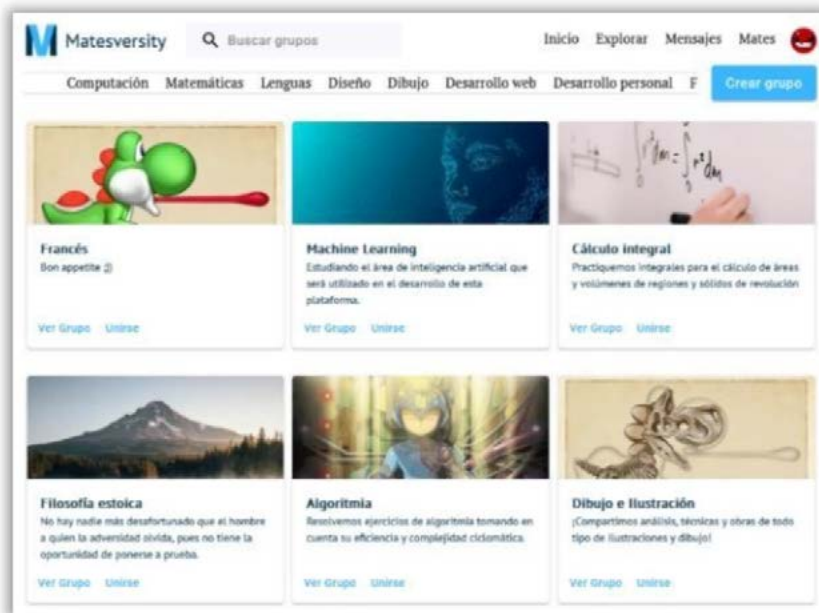 Matesversity
Buscar grupos
Inicio Explorar Mensajes Mates
Computación Matemáticas Lenguas Diseño Dibujo Desarrollo web Desarrollo personal F
Crear grupo
Francés
Bon appetite ;)
Ver Grupo Unirse
Machine Learning
Estudiando el área de inteligencia artificial que
será utilizado en el desarrollo de esta
plataforma.
Ver Grupo Unirse
Cálculo integral
Practiquemos integrales para el cálculo de áreas
y volúmenes de regiones y sólidos de revolución
Ver Grupo Unirse
Filosofía estoica
No hay nadie más desafortunado que el hombre
a quien la adversidad olvida, pues no tiene la
oportunidad de ponerse a prueba.
Ver Grupo Unirse
Algoritmia
Resolvemos ejercicios de algoritmia tomando en
cuenta su eficiencia y complejidad ciclomática.
Ver Grupo Unirse
Dibujo e Ilustración
¡Compartimos análisis, técnicas y obras de todo
tipo de ilustraciones y dibujo!
Ver Grupo Unirse